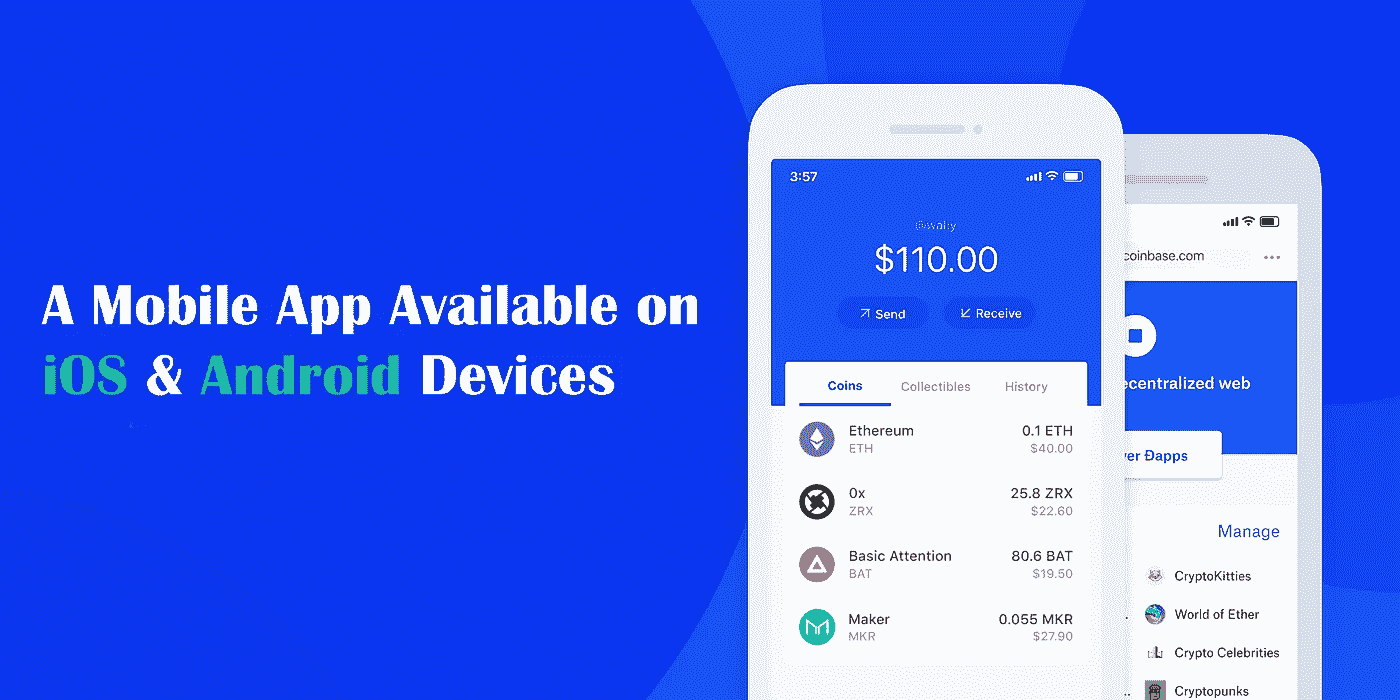 A Mobile App Available on
iOS & Android Devices
3:57
$110.00
Send
Receive
Coins
Collectibles
History
Ethereum
0.1 ETH
ETH
$40.00
0x
25.8 ZRX
ZRX
$22.60
Basic Attention
80.6 BAT
BAT
$19.50
Maker
0.055 MKR
MKR
$27.90
coinbase.com
ecentralized web
er Đapps
Manage
CryptoKitties
World of Ether
Crypto Celebrities
Cryptopunks